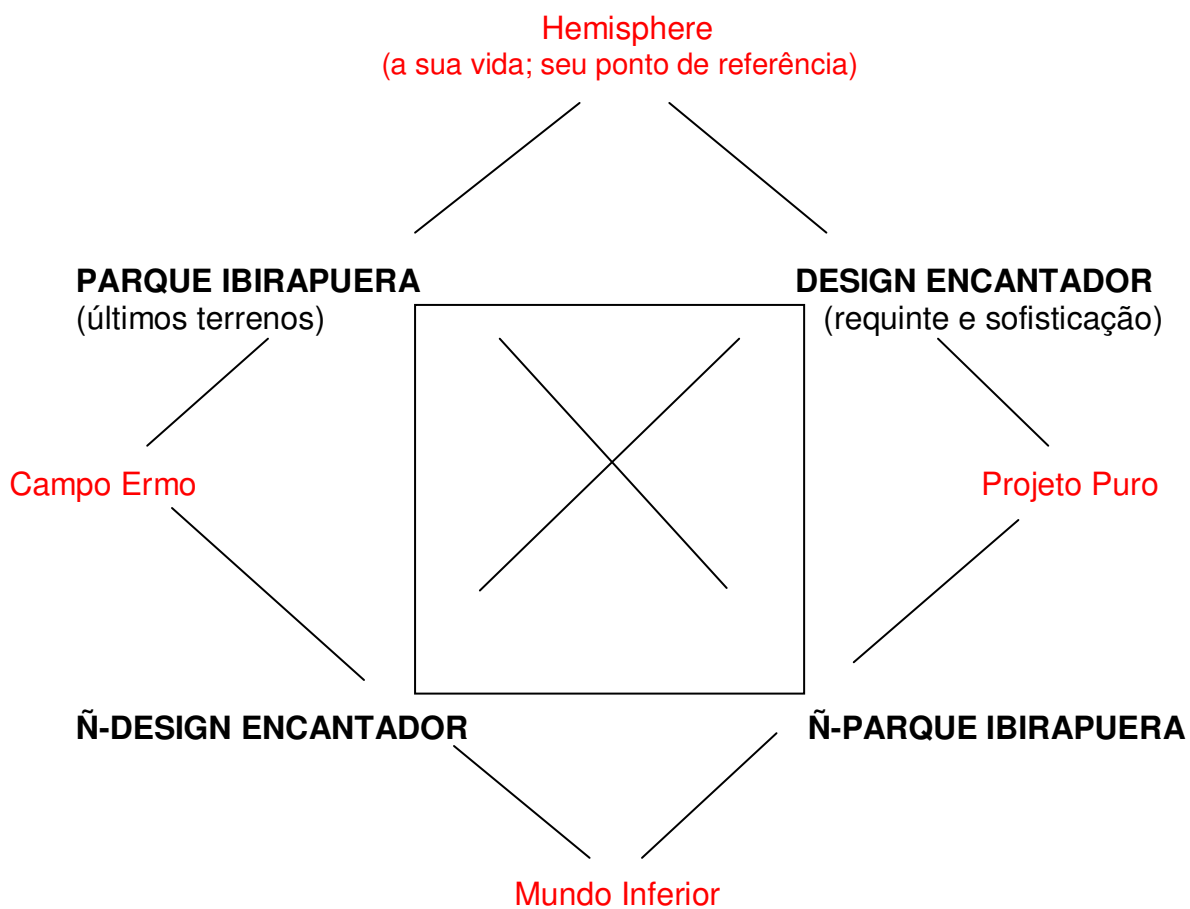 Hemisphere
(a sua vida; seu ponto de referência)
PARQUE IBIRAPUERA
(últimos terrenos)
DESIGN ENCANTADOR
(requinte e sofisticação)
Campo Ermo
Projeto Puro
Ñ-DESIGN ENCANTADOR
Ñ-PARQUE IBIRAPUERA
Mundo Inferior